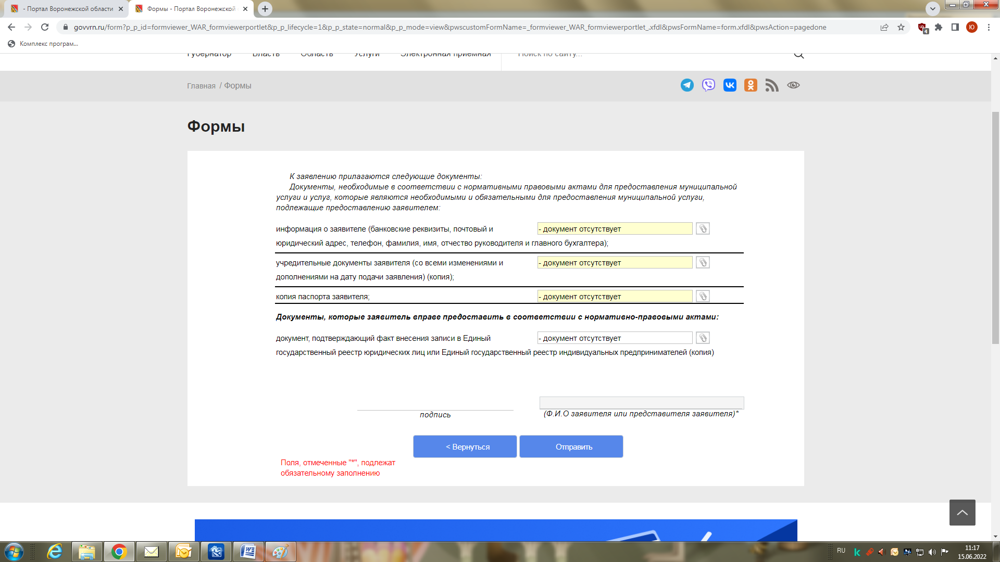 - Портал Воронежской области
Формы - Портал Воронежской
govvrn.ru/form?p_p_id=formviewer_WAR_formviewerportlet&p_p_lifecycle=1&p_p_state=normal&p_p_mode=view&pwscustomFormName=_formviewer_WAR_formviewerportlet_.xfdl&pwsFormName=form.xfdl&pwsAction=pagedone
4
Ю
Комплекс програм...
Губернатор Власть Область Услуги Электронная приемная Поиск по сайту...
Главная / Формы
Формы
К заявлению прилагаются следующие документы:
Документы, необходимые в соответствии с нормативными правовыми актами для предоставления муниципальной
услуги и услуг, которые являются необходимыми и обязательными для предоставления муниципальной услуги,
подлежащие предоставлению заявителем:
информация о заявителе (банковские реквизиты, почтовый и - документ отсутствует
юридический адрес, телефон, фамилия, имя, отчество руководителя и главного бухгалтера);
учредительные документы заявителя (со всеми изменениями и - документ отсутствует
дополнениями на дату подачи заявления) (копия);
копия паспорта заявителя; - документ отсутствует
Документы, которые заявитель вправе предоставить в соответствии с нормативно-правовыми актами:
документ, подтверждающий факт внесения записи в Единый - документ отсутствует
государственный реестр юридических лиц или Единый государственный реестр индивидуальных предпринимателей (копия)
подпись (Ф.И.О заявителя или представителя заявителя)*
< Вернуться Отправить
Поля, отмеченные "*", подлежат
обязательному заполнению
RU
11:17
15.06.2022